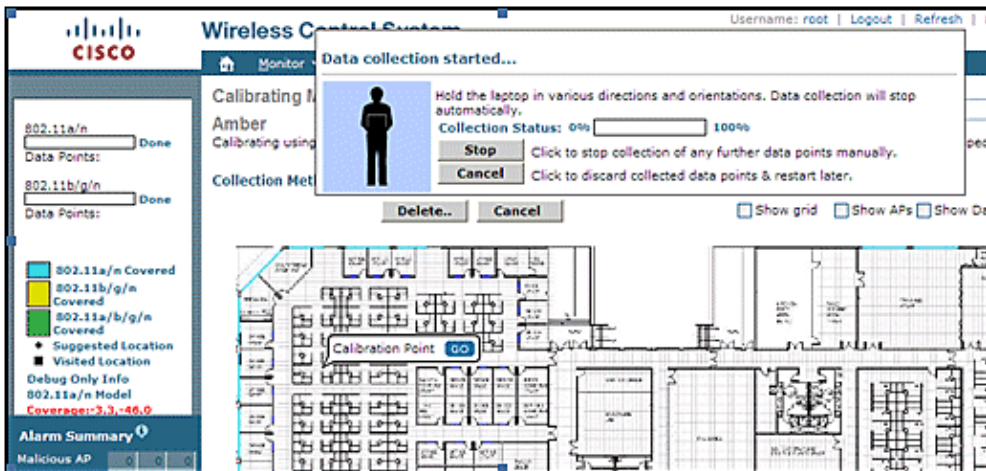 Username: root | Logout | Refresh |
CISCO
Wireless Control System
Monitor
Data collection started...
Hold the laptop in various directions and orientations. Data collection will stop
automatically.
Collection Status: 0% 100%
Stop Click to stop collection of any further data points manually.
Cancel Click to discard collected data points & restart later.
Calibrating M
Amber
Calibrating using
Collection Met
Delete.. Cancel
Show grid Show APs Show Da
802.11a/n
Done
Data Points:
802.11b/g/n
Done
Data Points:
802.11a/n Covered
802.11b/g/n
Covered
802.11a/b/g/n
Covered
Suggested Location
Visited Location
Debug Only Info
802.11a/n Model
Coverage:-3.3,-46.0
Alarm Summary
Malicious AP 0 0 0
Calibration Point GO